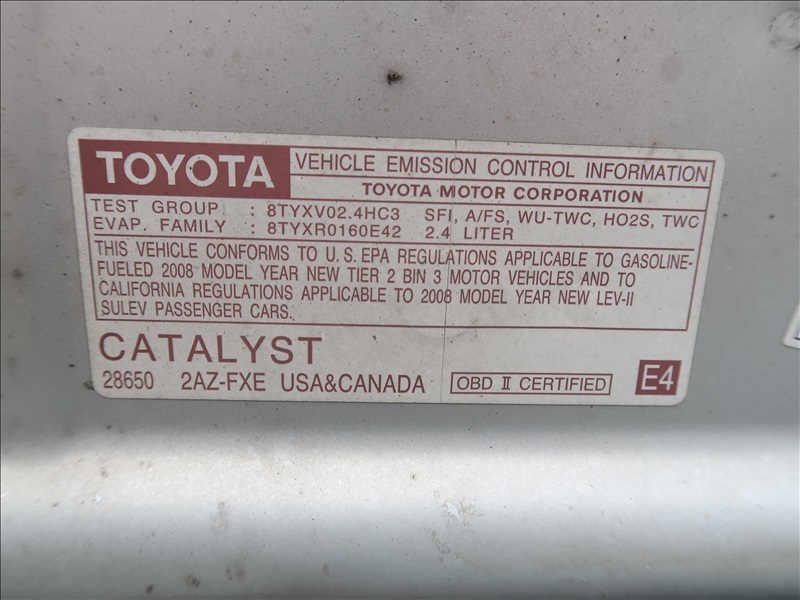 TOYOTA VEHICLE EMISSION CONTROL INFORMATION
TOYOTA MOTOR CORPORATION
TEST GROUP : 8TYXV02.4HC3 SFI, A/FS, WU-TWC, HO2S, TWC
EVAP. FAMILY : 8TYXR0160E42 2.4 LITER
THIS VEHICLE CONFORMS TO U.S. EPA REGULATIONS APPLICABLE TO GASOLINE-
FUELED 2008 MODEL YEAR NEW TIER 2 BIN 3 MOTOR VEHICLES AND TO
CALIFORNIA REGULATIONS APPLICABLE TO 2008 MODEL YEAR NEW LEV-II
SULEV PASSENGER CARS.
CATALYST
28650 2AZ-FXE USA&CANADA OBD II CERTIFIED E4